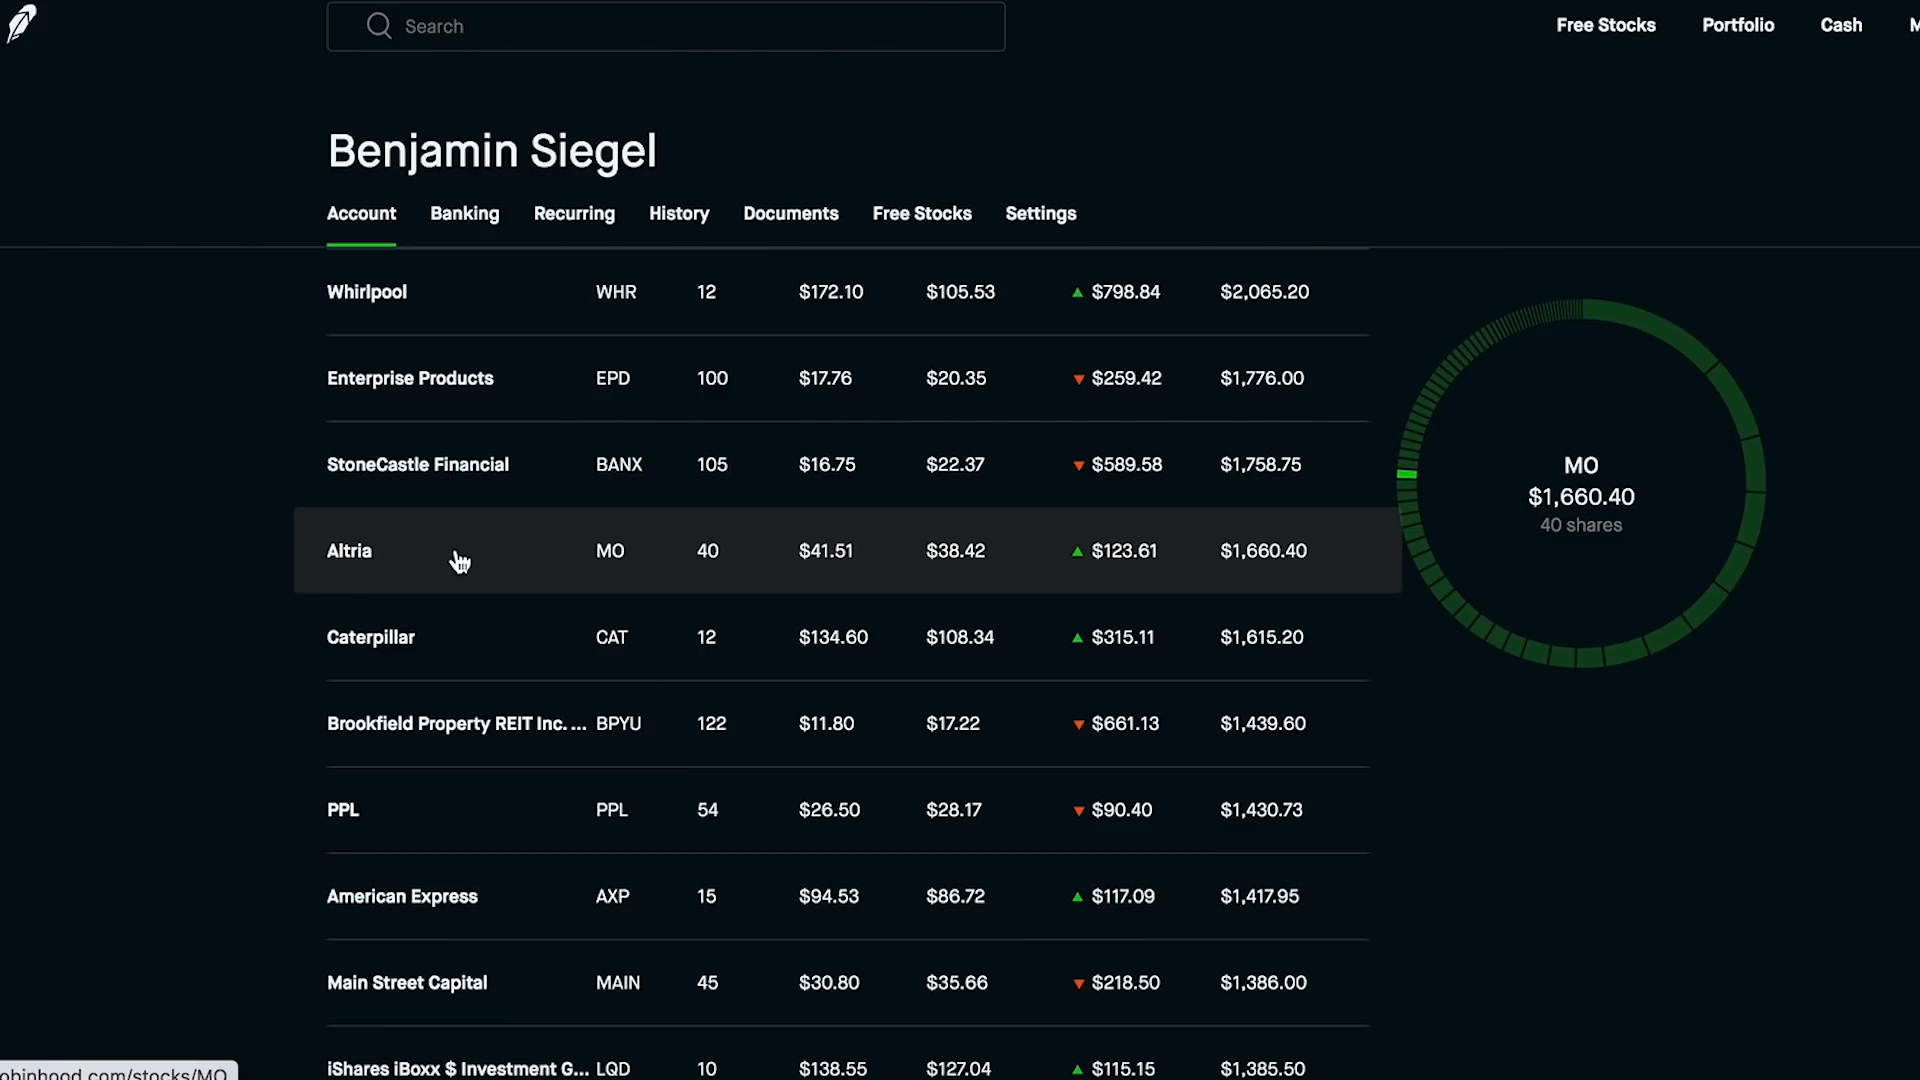 Search
Free Stocks Portfolio Cash M
Benjamin Siegel
Account Banking Recurring History Documents Free Stocks Settings
Whirlpool WHR 12 $172.10 $105.53 ▲ $798.84 $2,065.20
Enterprise Products EPD 100 $17.76 $20.35 ▼ $259.42 $1,776.00
StoneCastle Financial BANX 105 $16.75 $22.37 ▼ $589.58 $1,758.75
Altria MO 40 $41.51 $38.42 ▲ $123.61 $1,660.40
Caterpillar CAT 12 $134.60 $108.34 ▲ $315.11 $1,615.20
Brookfield Property REIT Inc. ... BPYU 122 $11.80 $17.22 ▼ $661.13 $1,439.60
PPL PPL 54 $26.50 $28.17 ▼ $90.40 $1,430.73
American Express AXP 15 $94.53 $86.72 ▲ $117.09 $1,417.95
Main Street Capital MAIN 45 $30.80 $35.66 ▼ $218.50 $1,386.00
iShares iBoxx $ Investment G... LQD 10 $138.55 $127.04 ▲ $115.15 $1,385.50
MO
$1,660.40
40 shares
obinhood.com/stocks/MO